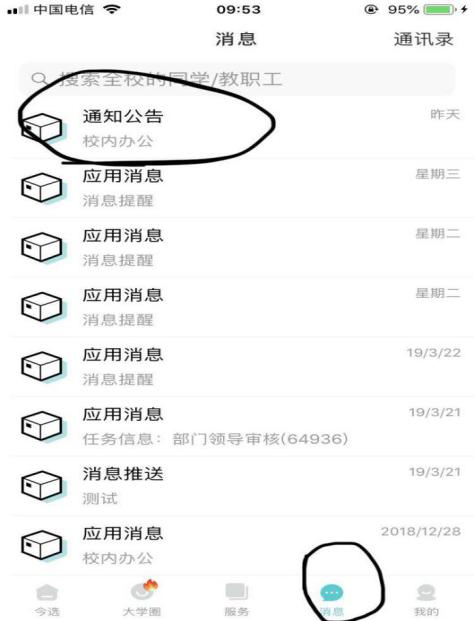 中国电信 09:53 95%
消息 通讯录
搜索全校的同学/教职工
通知公告 昨天
校内办公
应用消息 星期三
消息提醒
应用消息 星期二
消息提醒
应用消息 星期二
消息提醒
应用消息 19/3/22
消息提醒
应用消息 19/3/21
任务信息：部门领导审核(64936)
消息推送 19/3/21
测试
应用消息 2018/12/28
校内办公
今选 大学圈 服务 消息 我的